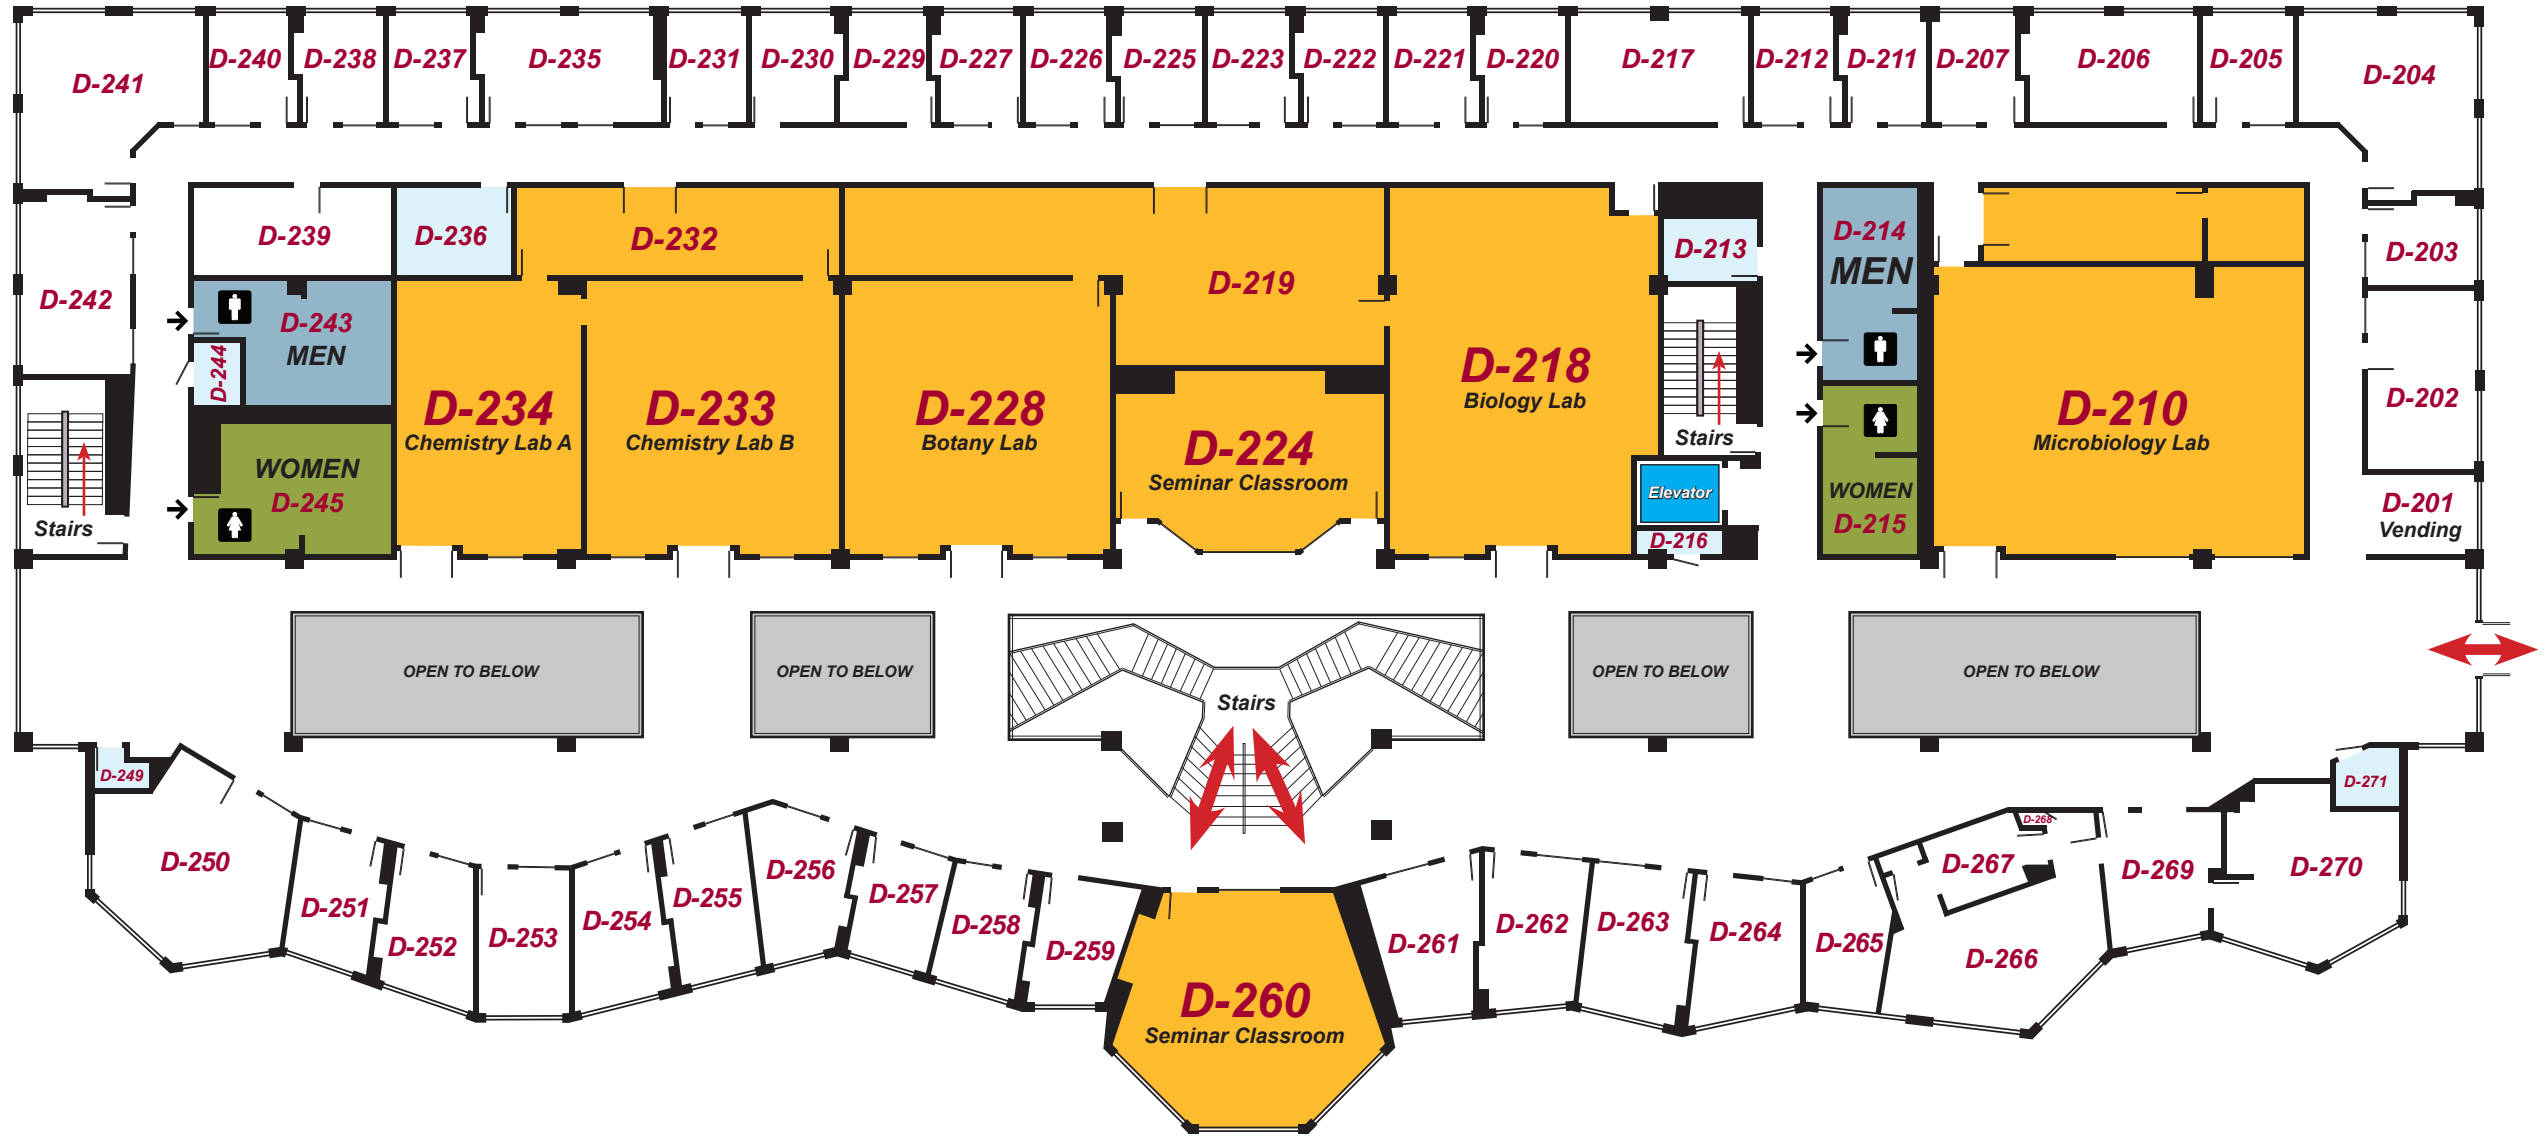 D-241
D-240
D-238
D-237
D-235
D-231
D-230
D-229
D-227
D-226
D-225
D-223
D-222
D-221
D-220
D-217
D-212
D-211
D-207
D-206
D-205
D-204
D-239
D-236
D-232
D-219
D-213
D-214
MEN
D-203
D-242
D-243
MEN
D-244
D-234
Chemistry Lab A
D-233
Chemistry Lab B
D-228
Botany Lab
D-224
Seminar Classroom
D-218
Biology Lab
Stairs
D-210
Microbiology Lab
D-202
WOMEN
D-245
Stairs
Elevator
D-216
WOMEN
D-215
D-201
Vending
OPEN TO BELOW
OPEN TO BELOW
Stairs
OPEN TO BELOW
OPEN TO BELOW
D-249
D-271
D-250
D-251
D-252
D-253
D-254
D-255
D-256
D-257
D-258
D-259
D-260
Seminar Classroom
D-261
D-262
D-263
D-264
D-265
D-266
D-267
D-268
D-269
D-270